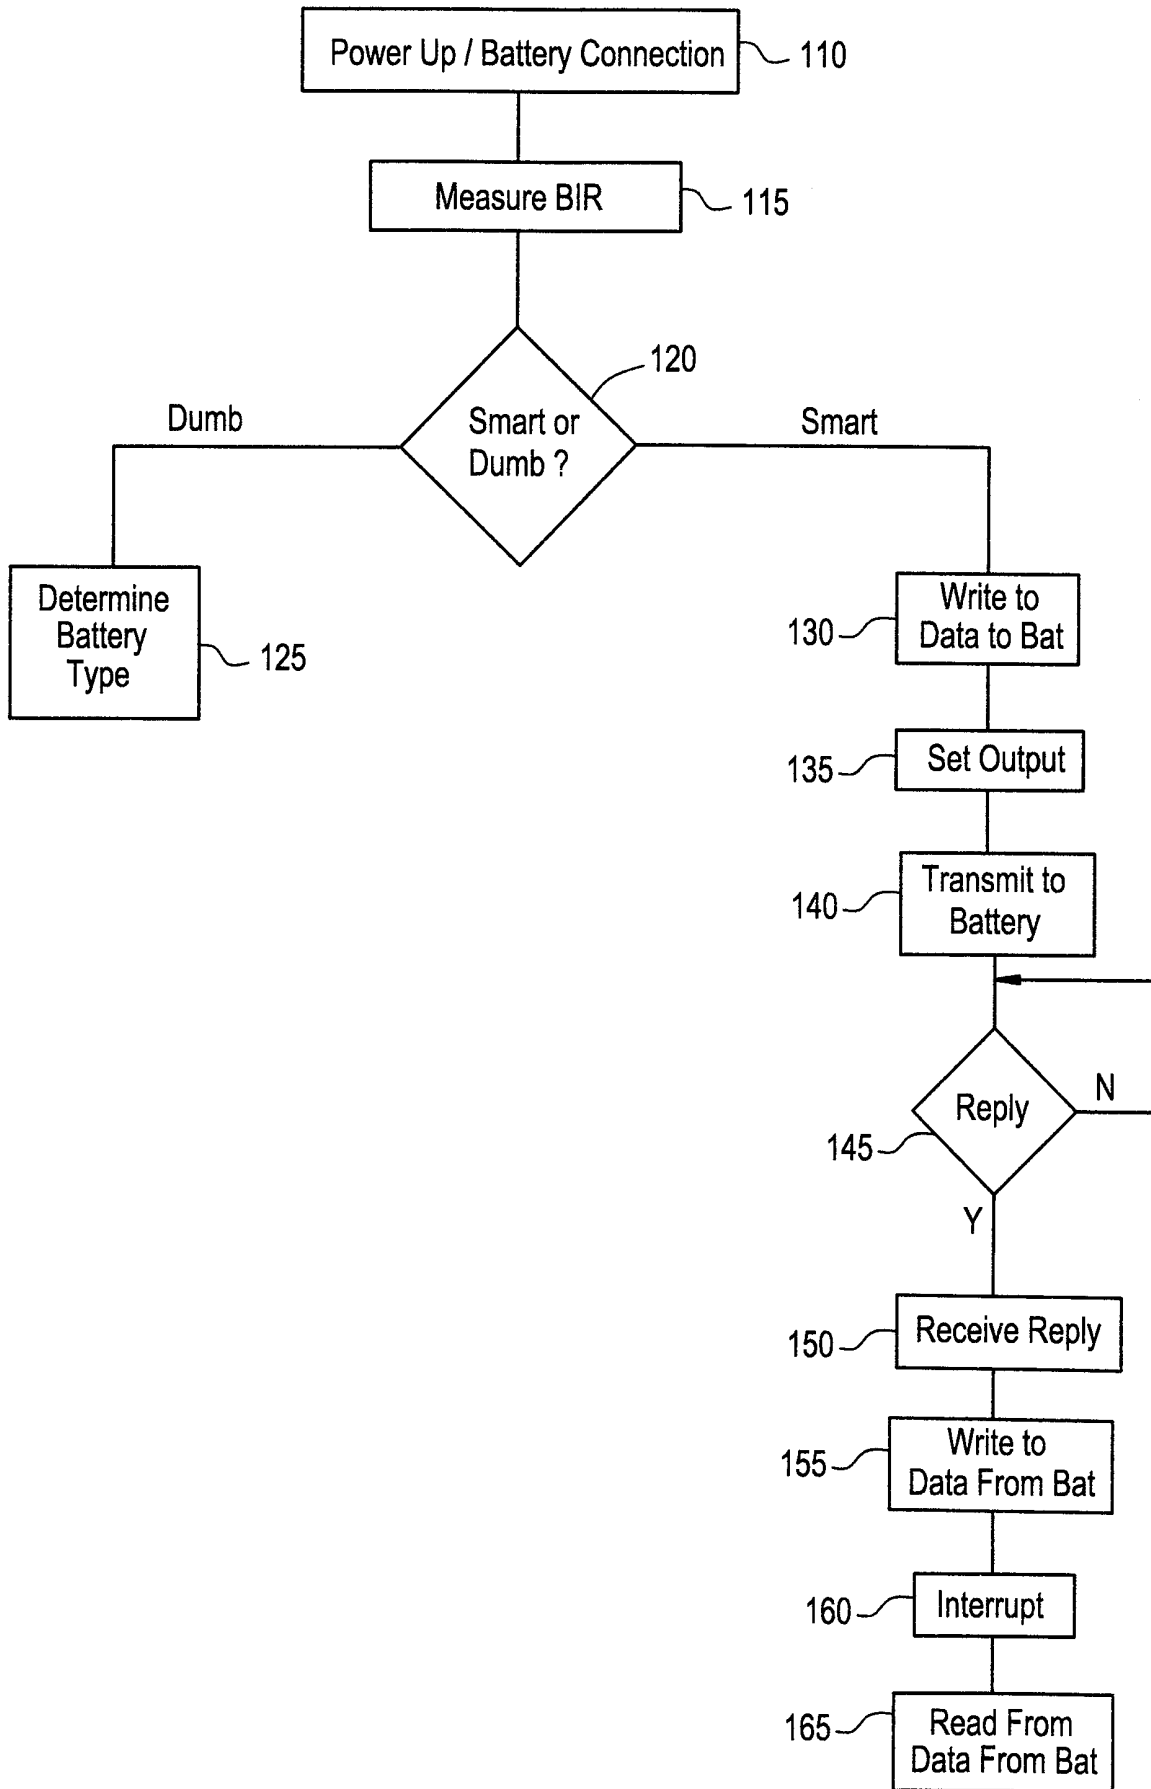 Power Up / Battery Connection
110
Measure BIR
115
120
Smart or
Dumb ?
Dumb
Smart
Determine
Battery
Type
125
Write to
Data to Bat
130
Set Output
135
Transmit to
Battery
140
Reply
145
N
Y
Receive Reply
150
Write to
Data From Bat
155
Interrupt
160
Read From
Data From Bat
165